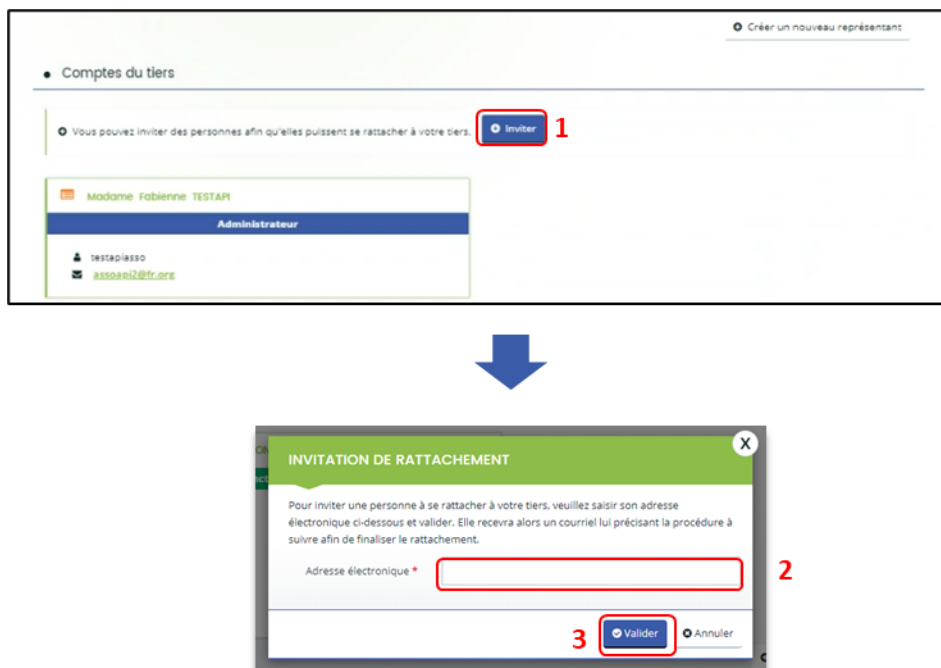 Créer un nouveau représentant
Comptes du tiers
Vous pouvez inviter des personnes afin qu'elles puissent se rattacher à votre tiers. Inviter 1
Madame Fabienne TESTAPI
Administrateur
testapiasso
assoapi2@fr.org
X
INVITATION DE RATTACHEMENT
Pour inviter une personne à se rattacher à votre tiers, veuillez saisir son adresse
électronique ci-dessous et valider. Elle recevra alors un courriel lui précisant la procédure à
suivre afin de finaliser le rattachement.
Adresse électronique * 2
3 Valider Annuler